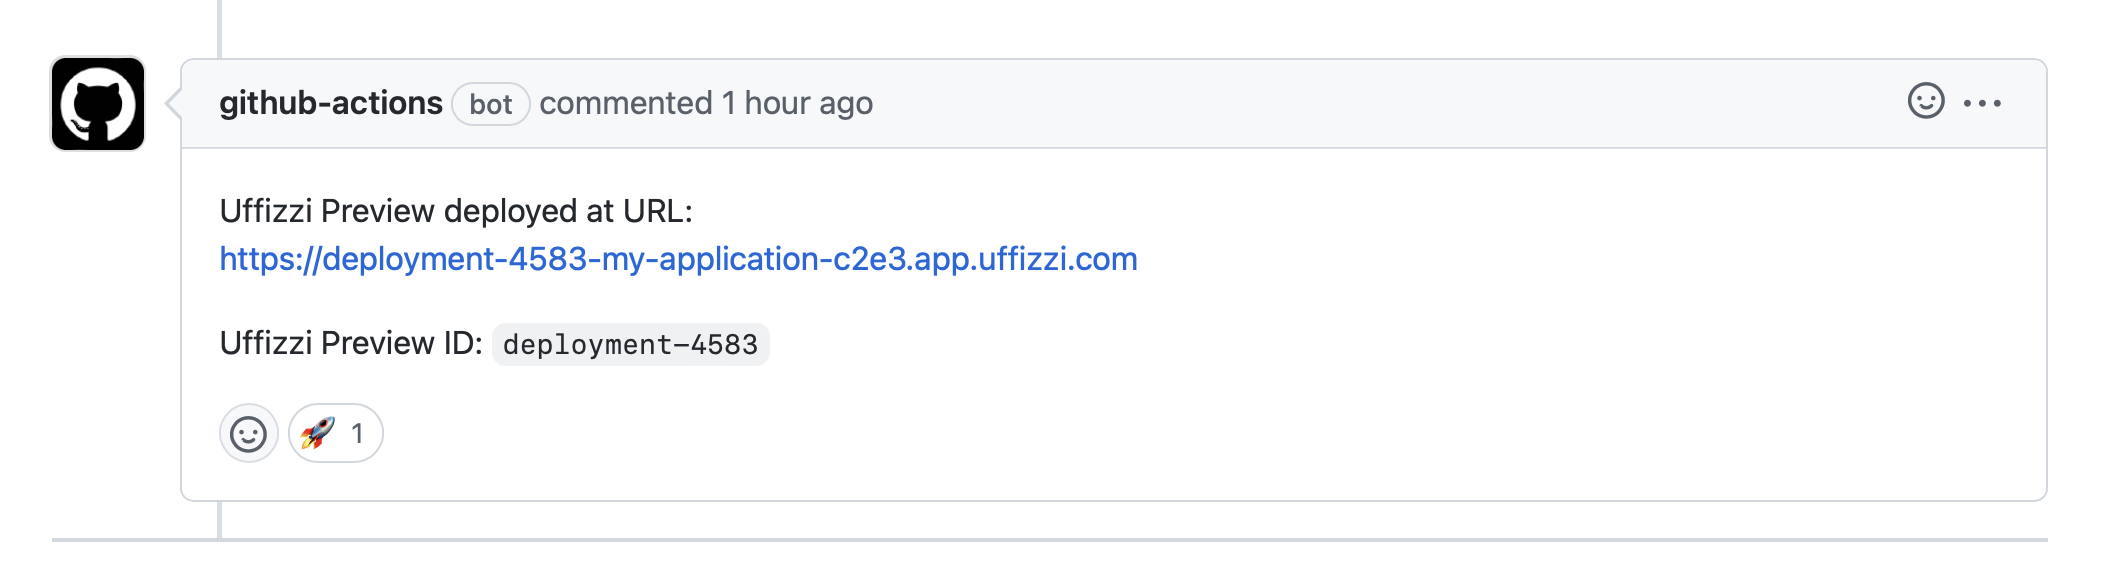 github-actions bot commented 1 hour ago
Uffizzi Preview deployed at URL:
https://deployment-4583-my-application-c2e3.app.uffizzi.com
Uffizzi Preview ID: deployment-4583
🚀 1